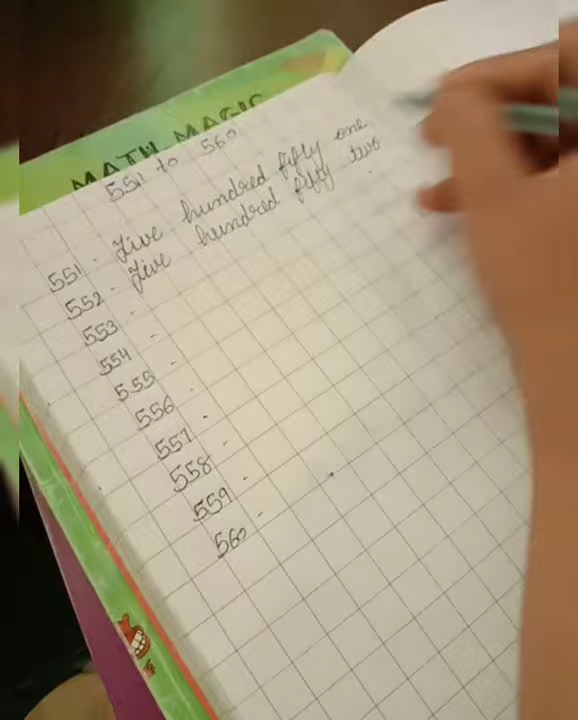 MATH MAGIC
551 to 560
551 - Five hundred fifty one
552 - Five hundred fifty two
553 -
554 -
555 -
556 -
557 -
558 -
559 -
560 -